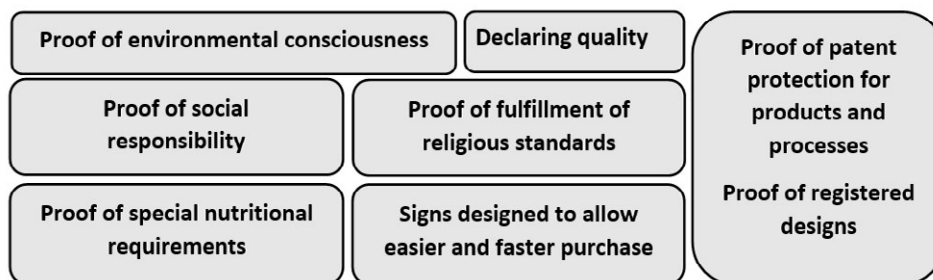 Proof of environmental consciousness
Declaring quality
Proof of social
responsibility
Proof of fulfillment of
religious standards
Proof of special nutritional
requirements
Signs designed to allow
easier and faster purchase
Proof of patent
protection for
products and
processes
Proof of registered
designs